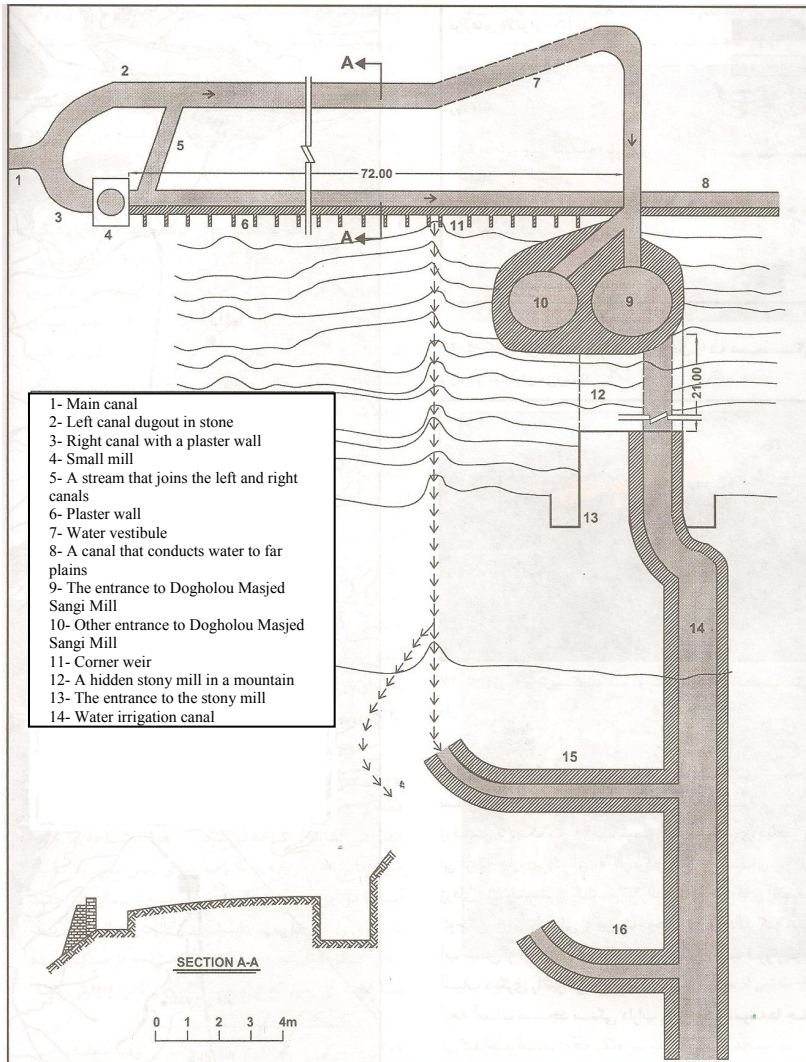 2
A
7
5
72.00
1
8
3
4
6
A
11
10
9
12
21.00
1- Main canal
2- Left canal dugout in stone
3- Right canal with a plaster wall
4- Small mill
5- A stream that joins the left and right
canals
6- Plaster wall
7- Water vestibule
8- A canal that conducts water to far
plains
9- The entrance to Dogholou Masjed
Sangi Mill
10- Other entrance to Dogholou Masjed
Sangi Mill
11- Corner weir
12- A hidden stony mill in a mountain
13- The entrance to the stony mill
14- Water irrigation canal
13
14
15
16
SECTION A-A
0 1 2 3 4m